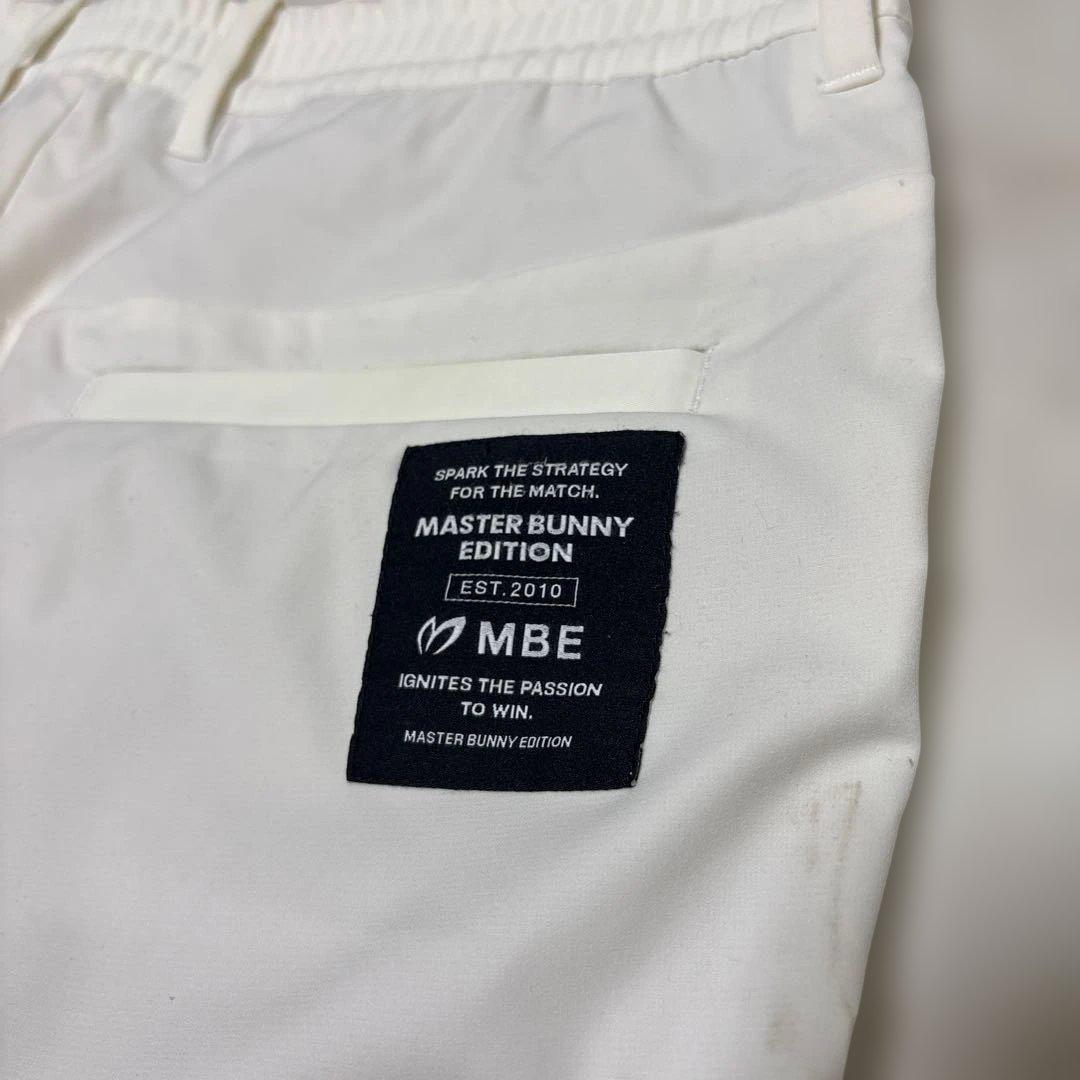 SPARK THE STRATEGY
FOR THE MATCH.
MASTER BUNNY
EDITION
EST. 2010
MBE
IGNITES THE PASSION
TO WIN.
MASTER BUNNY EDITION